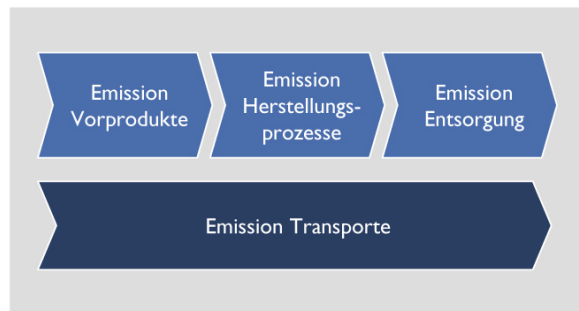 Emission
Vorprodukte
Emission
Herstellungs-
prozesse
Emission
Entsorgung
Emission Transporte